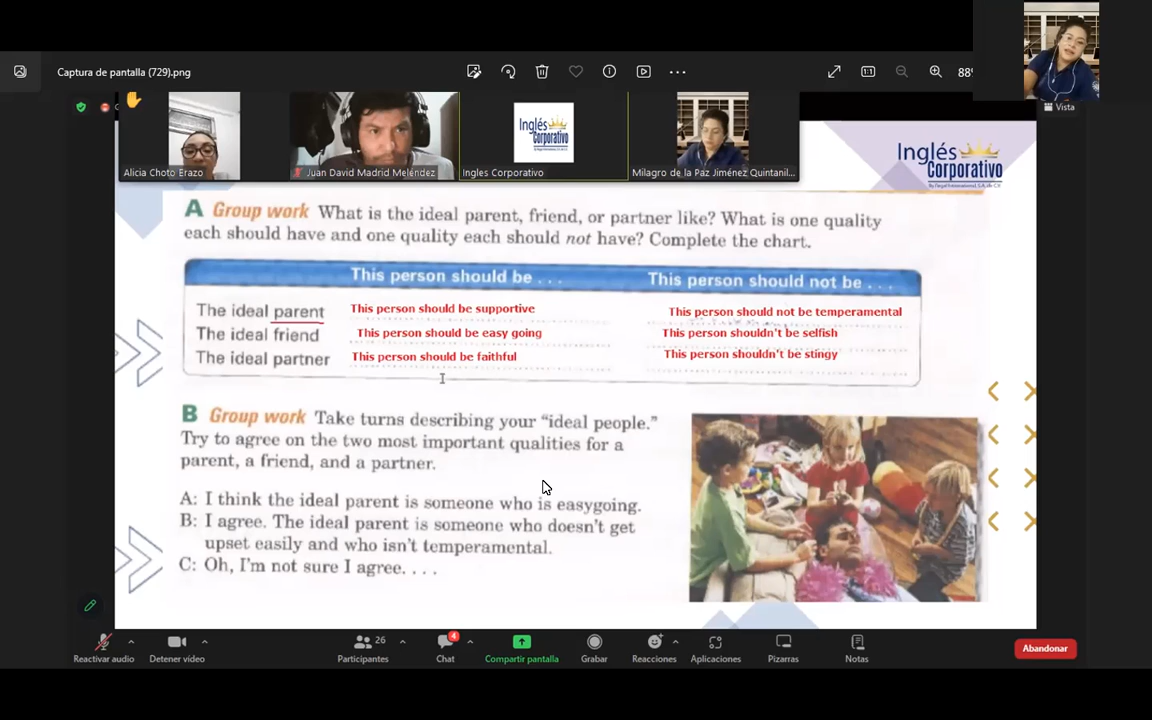 Captura de pantalla (729).png
88%
Vista
Alicia Choto Erazo
Juan David Madrid Meléndez
Inglés
Corporativo
Ingles Corporativo
Milagro de la Paz Jiménez Quintanil...
Inglés
Corporativo
A Group work What is the ideal parent, friend, or partner like? What is one quality
each should have and one quality each should not have? Complete the chart.
This person should be . . . This person should not be . . .
The ideal parent This person should be supportive This person should not be temperamental
The ideal friend This person should be easy going This person shouldn't be selfish
The ideal partner This person should be faithful This person shouldn't be stingy
B Group work Take turns describing your “ideal people.”
Try to agree on the two most important qualities for a
parent, a friend, and a partner.
A: I think the ideal parent is someone who is easygoing.
B: I agree. The ideal parent is someone who doesn't get
upset easily and who isn't temperamental.
C: Oh, I'm not sure I agree. . . .
26
4
Reactivar audio
Detener vídeo
Participantes
Chat
Compartir pantalla
Grabar
Reacciones
Aplicaciones
Pizarras
Notas
Abandonar